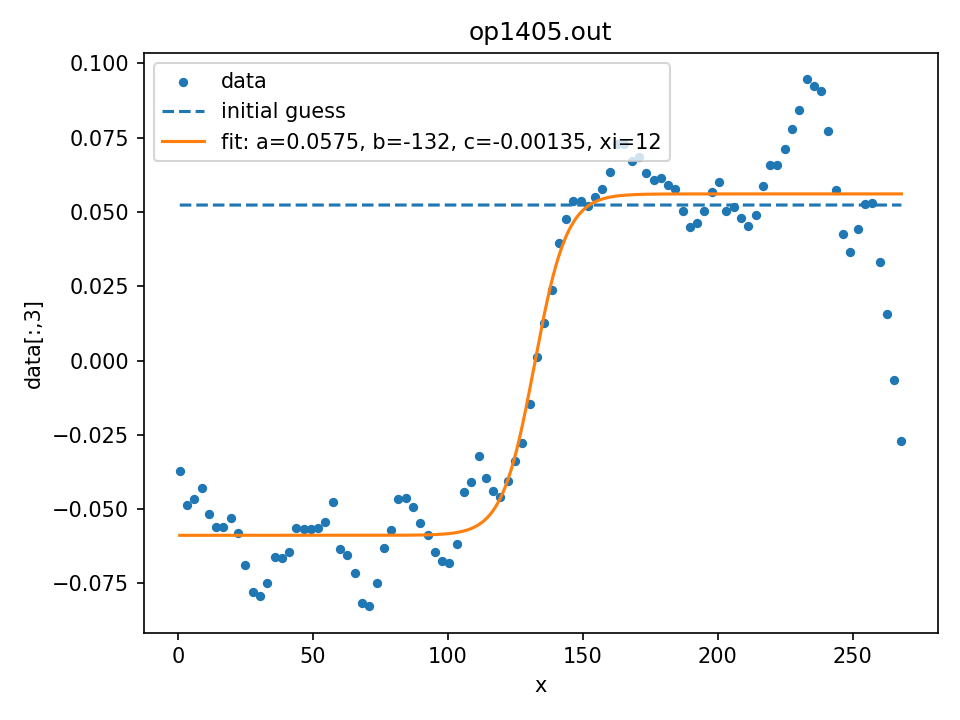 op1405.out
0.100
0.075
0.050
0.025
0.000
−0.025
−0.050
−0.075
data[:,3]
data
initial guess
fit: a=0.0575, b=-132, c=-0.00135, xi=12
0 50 100 150 200 250
x